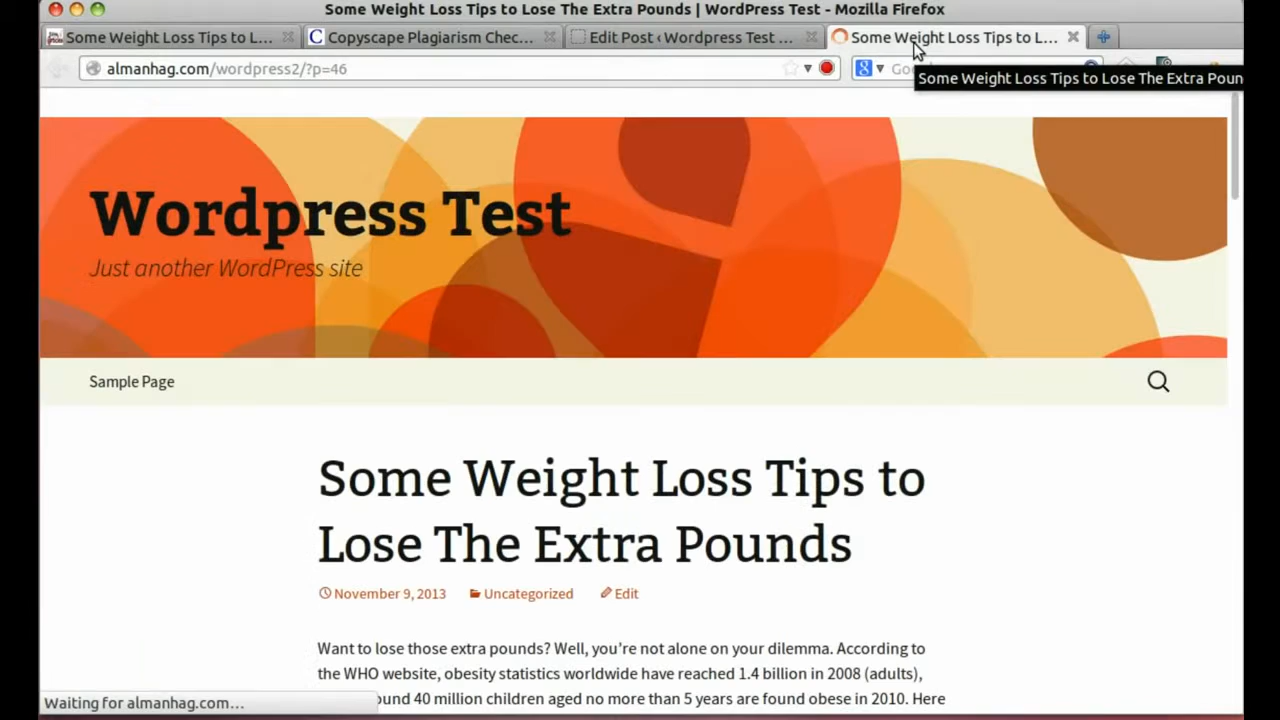 Some Weight Loss Tips to Lose The Extra Pounds | WordPress Test - Mozilla Firefox
Some Weight Loss Tips to L...
Copyscape Plagiarism Chec...
Edit Post ‹ Wordpress Test ...
Some Weight Loss Tips to L...
almanhag.com/wordpress2/?p=46
Some Weight Loss Tips to Lose The Extra Poun
Wordpress Test
Just another WordPress site
Sample Page
Some Weight Loss Tips to
Lose The Extra Pounds
November 9, 2013 Uncategorized Edit
Want to lose those extra pounds? Well, you’re not alone on your dilemma. According to
the WHO website, obesity statistics worldwide have reached 1.4 billion in 2008 (adults),
40 million children aged no more than 5 years are found obese in 2010. Here
Waiting for almanhag.com...